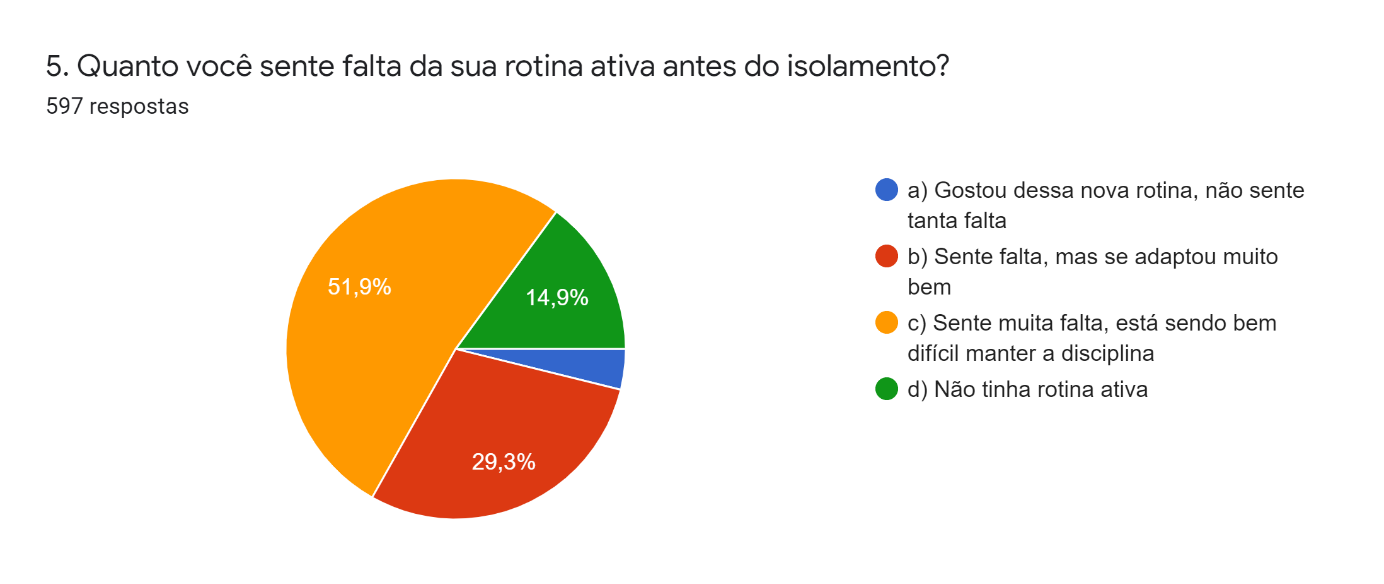 5. Quanto você sente falta da sua rotina ativa antes do isolamento?
597 respostas
51,9%
14,9%
29,3%
a) Gostou dessa nova rotina, não sente
tanta falta
b) Sente falta, mas se adaptou muito
bem
c) Sente muita falta, está sendo bem
difícil manter a disciplina
d) Não tinha rotina ativa